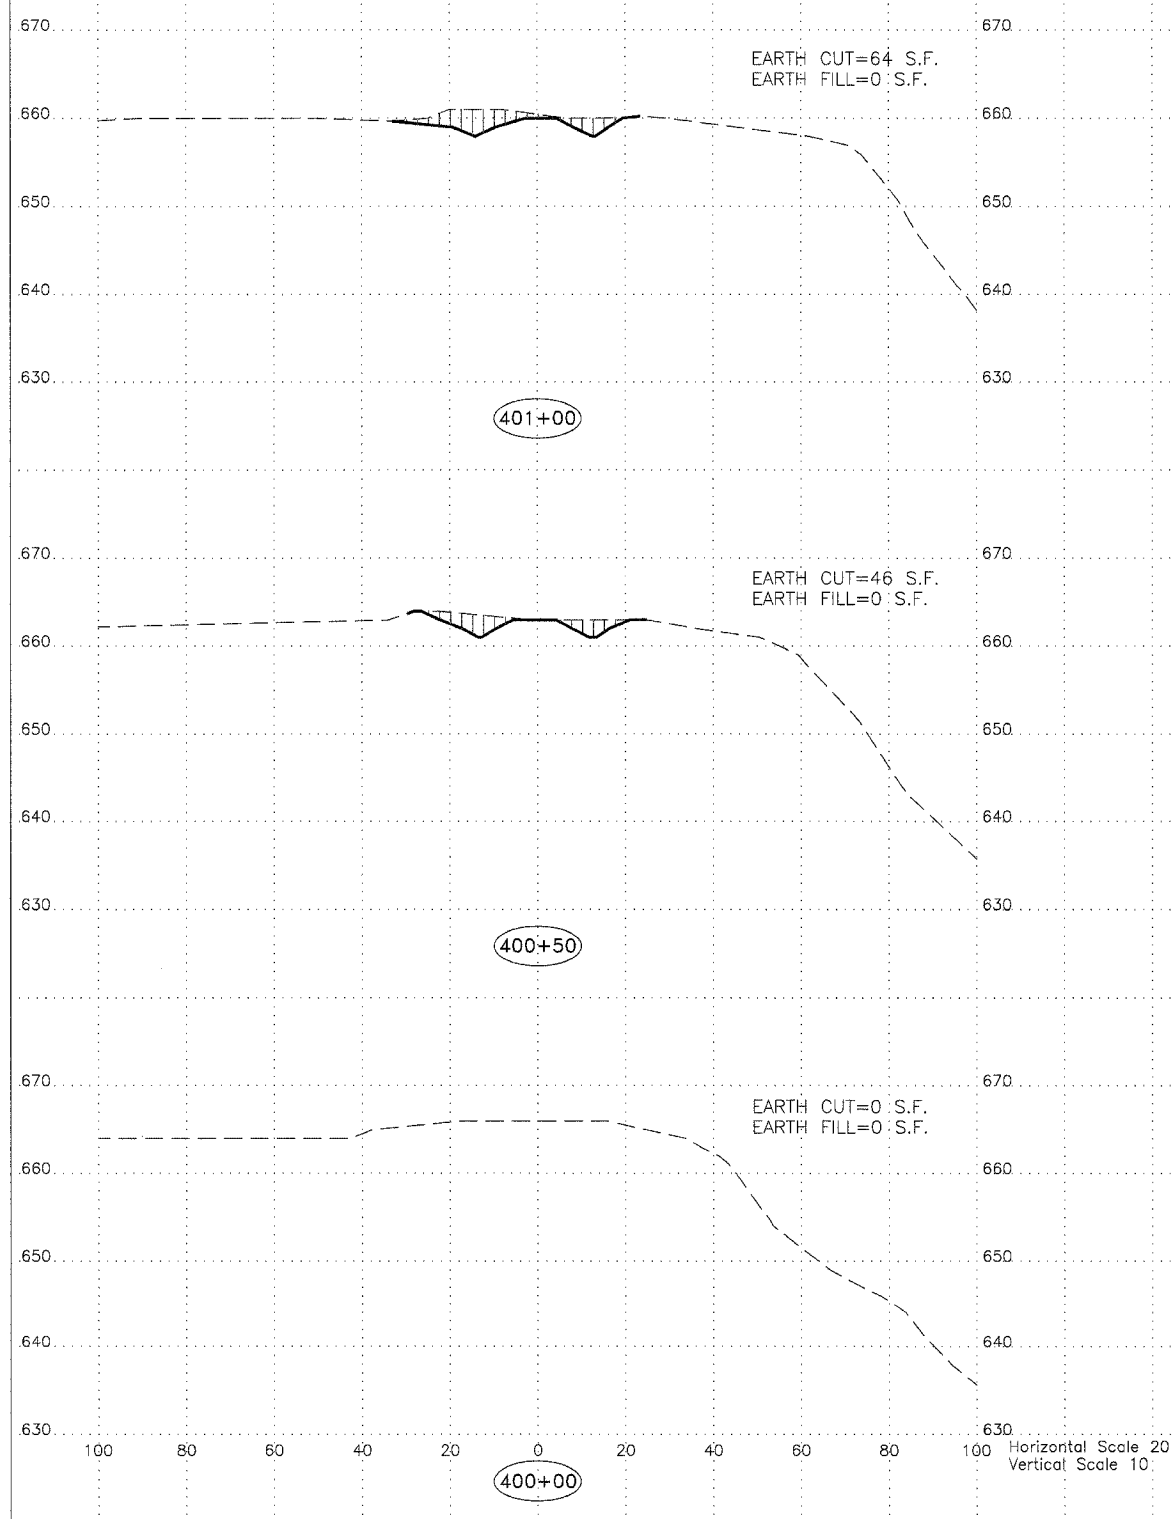 670 670
EARTH CUT=64 S.F.
EARTH FILL=0 S.F.
660 660
650 650
640 640
630 630
401+00
670 670
EARTH CUT=46 S.F.
EARTH FILL=0 S.F.
660 660
650 650
640 640
630 630
400+50
670 670
EARTH CUT=0 S.F.
EARTH FILL=0 S.F.
660 660
650 650
640 640
630 630
100 80 60 40 20 0 20 40 60 80 100
Horizontal Scale 20
Vertical Scale 10
400+00